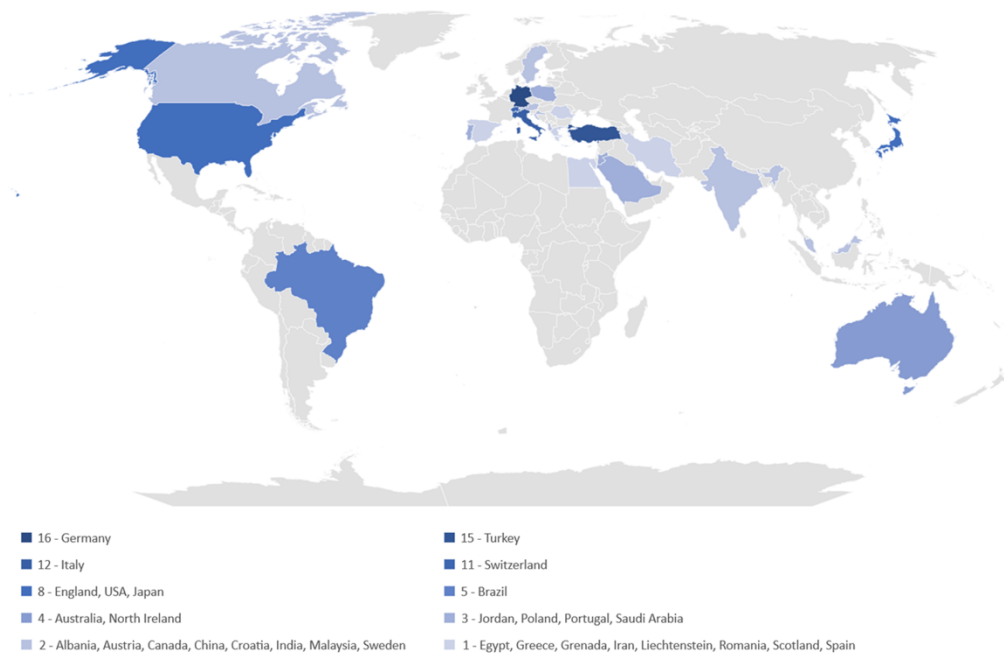 16 - Germany
15 - Turkey
12 - Italy
11 - Switzerland
8 - England, USA, Japan
5 - Brazil
4 - Australia, North Ireland
3 - Jordan, Poland, Portugal, Saudi Arabia
2 - Albania, Austria, Canada, China, Croatia, India, Malaysia, Sweden
1 - Egypt, Greece, Grenada, Iran, Liechtenstein, Romania, Scotland, Spain